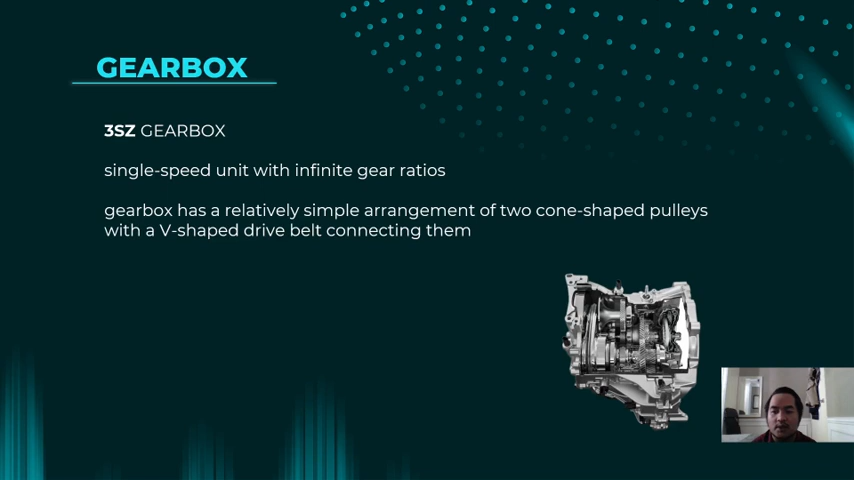 GEARBOX
3SZ GEARBOX
single-speed unit with infinite gear ratios
gearbox has a relatively simple arrangement of two cone-shaped pulleys
with a V-shaped drive belt connecting them